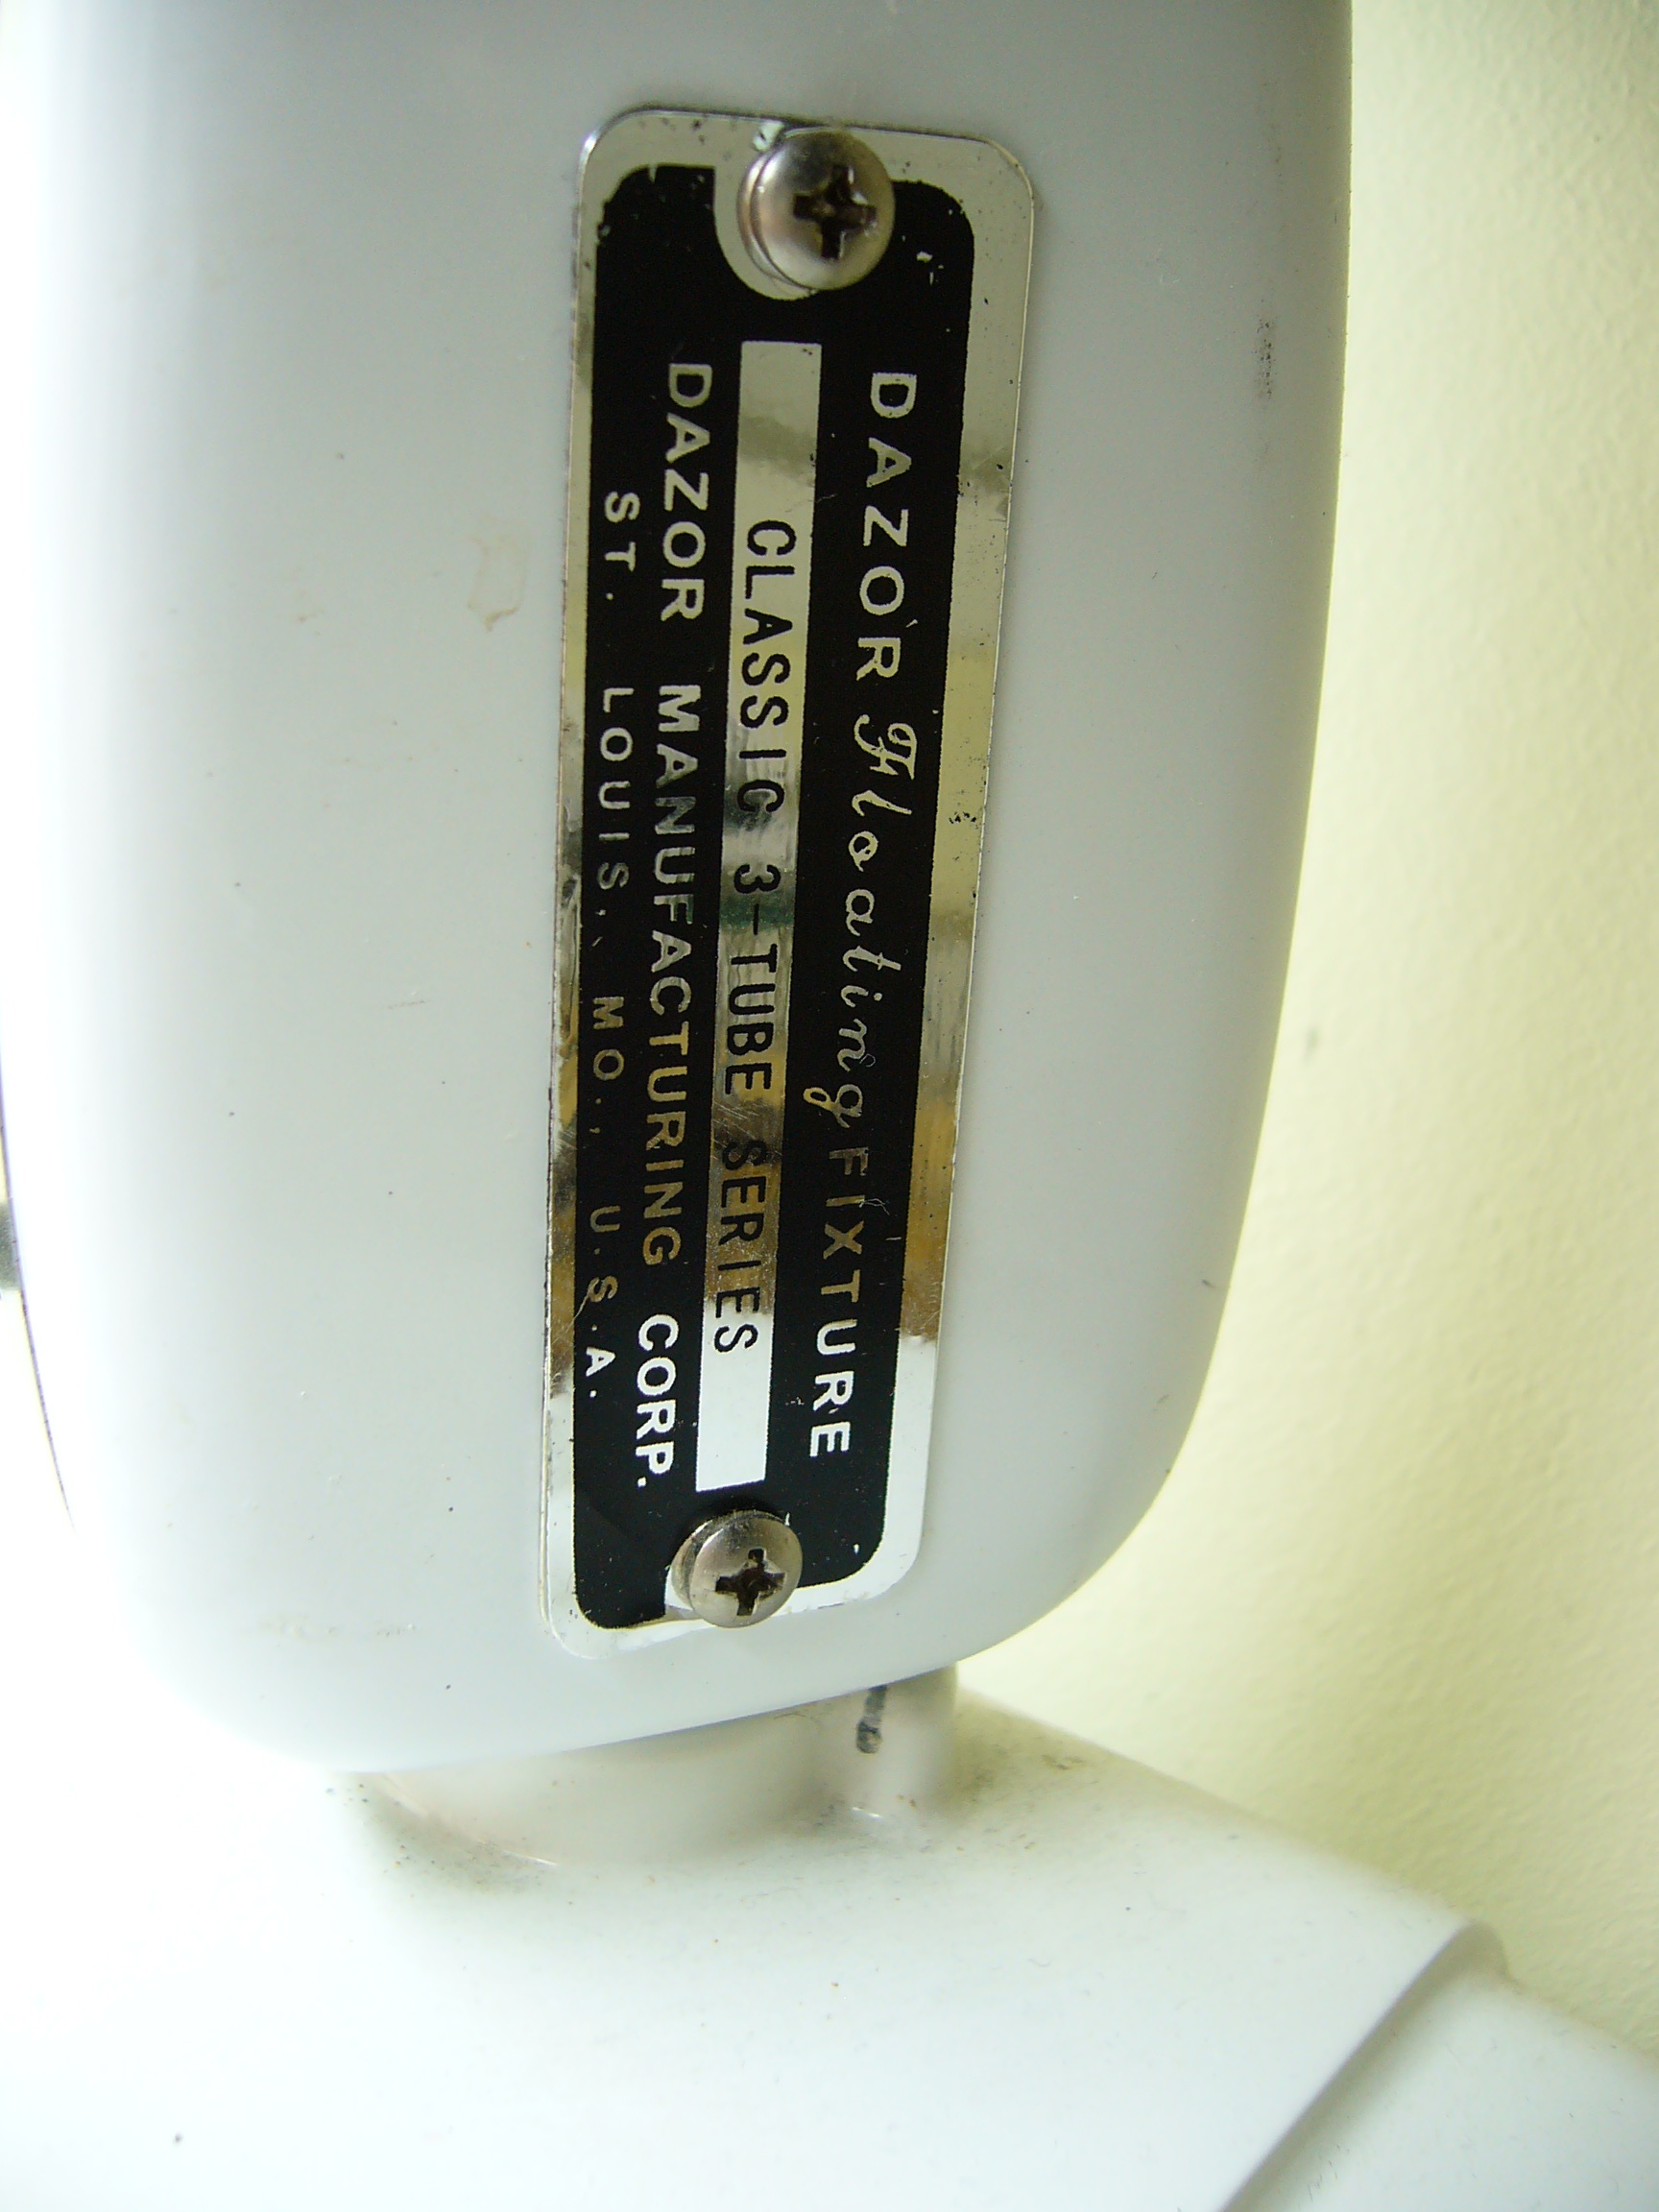 DAZOR Floating FIXTURE
CLASSIC 3-TUBE SERIES
DAZOR MANUFACTURING CORP.
ST. LOUIS, MO., U.S.A.